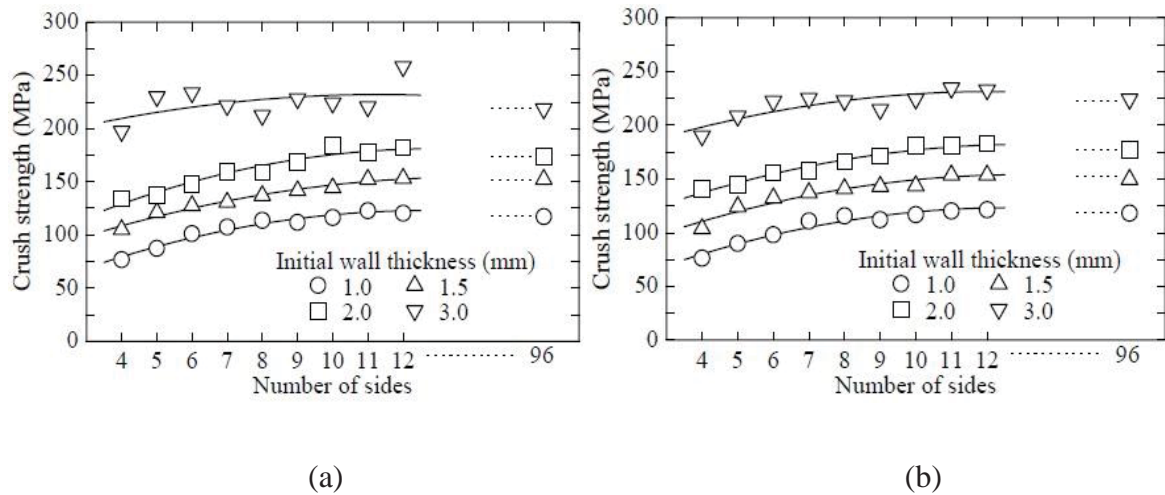 300
250
200
150
100
50
0
Crush strength (MPa)
Initial wall thickness (mm)
1.0 1.5
2.0 3.0
4 5 6 7 8 9 10 11 12 96
Number of sides
(a)
300
250
200
150
100
50
0
Crush strength (MPa)
Initial wall thickness (mm)
1.0 1.5
2.0 3.0
4 5 6 7 8 9 10 11 12 96
Number of sides
(b)